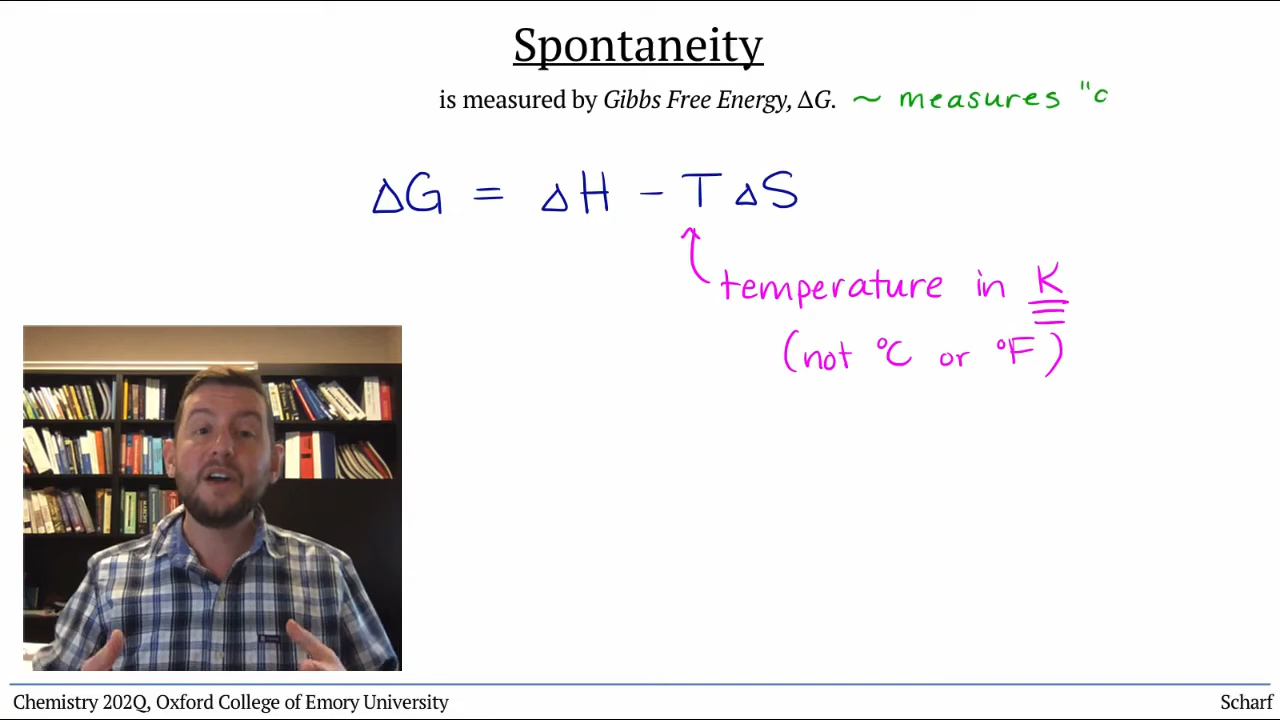 Spontaneity
is measured by Gibbs Free Energy, ΔG. ~ measures "c
ΔG = ΔH - TΔS
temperature in K
(not °C or °F)
Chemistry 202Q, Oxford College of Emory University
Scharf